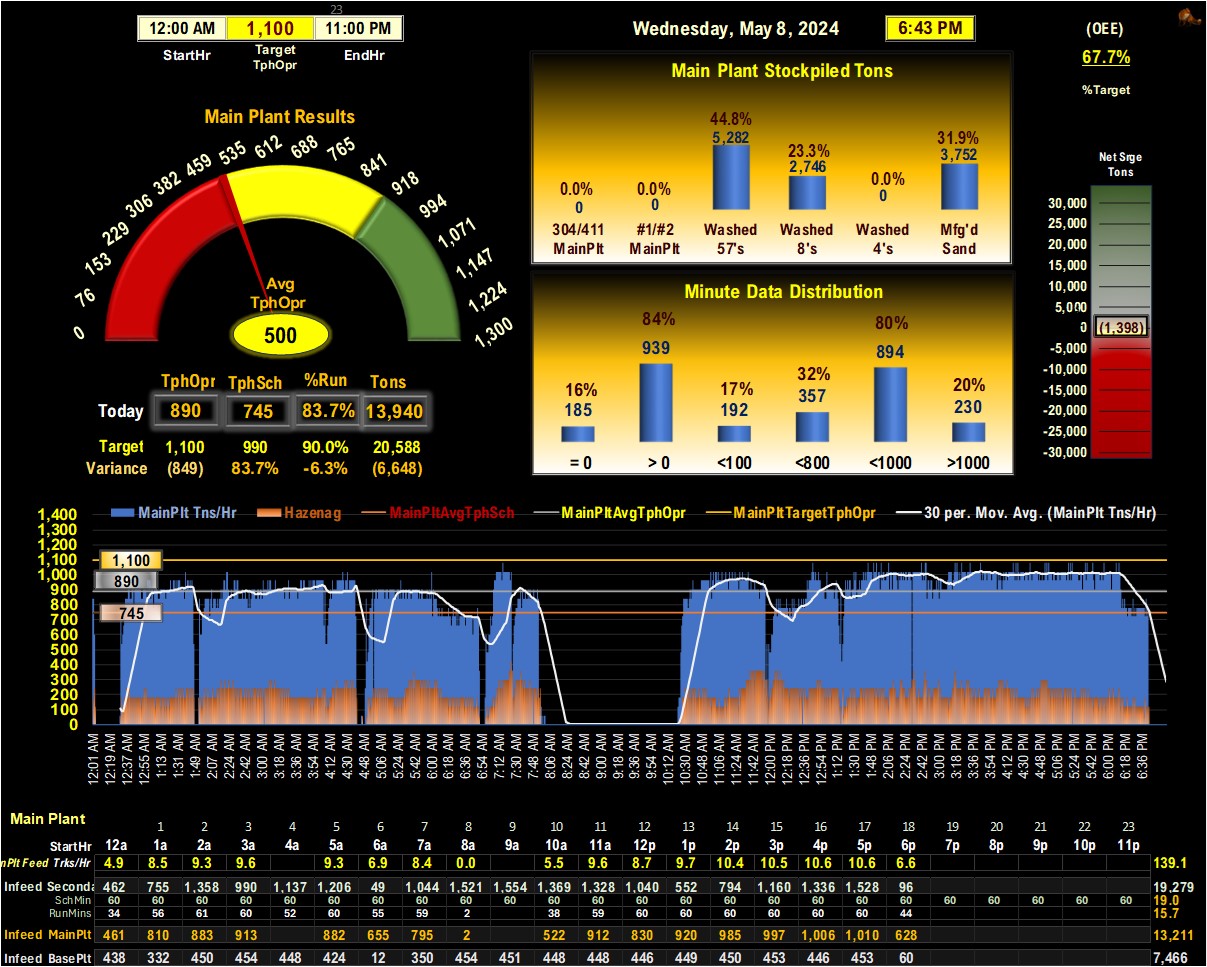 23
12:00 AM 1,100 11:00 PM
StartHr Target TphOpr EndHr
Wednesday, May 8, 2024 6:43 PM
(OEE)
67.7%
%Target
Main Plant Results
0 76 153 229 306 382 459 535 612 688 765 841 918 994 1,071 1,147 1,224 1,300
Avg
TphOpr
500
TphOpr TphSch %Run Tons
Today 890 745 83.7% 13,940
Target 1,100 990 90.0% 20,588
Variance (849) 83.7% -6.3% (6,648)
Main Plant Stockpiled Tons
0.0% 0.0% 44.8% 23.3% 0.0% 31.9%
0 0 5,282 2,746 0 3,752
304/411 #1/#2 Washed Washed Washed Mfg'd
MainPlt MainPlt 57's 8's 4's Sand
Minute Data Distribution
16% 84% 17% 32% 80% 20%
185 939 192 357 894 230
= 0 > 0 <100 <800 <1000 >1000
Net Srge
Tons
30,000
25,000
20,000
15,000
10,000
5,000
0 (1,398)
-5,000
-10,000
-15,000
-20,000
-25,000
-30,000
MainPlt Tns/Hr Hazenag MainPltAvgTphSch MainPltAvgTphOpr MainPltTargetTphOpr 30 per. Mov. Avg. (MainPlt Tns/Hr)
1,400
1,300
1,200
1,100
1,000
900
800
700
600
500
400
300
200
100
0
1,100
890
745
12:01 AM 12:19 AM 12:37 AM 12:55 AM 1:13 AM 1:31 AM 1:49 AM 2:07 AM 2:24 AM 2:42 AM 3:00 AM 3:18 AM 3:36 AM 3:54 AM 4:12 AM 4:30 AM 4:48 AM 5:06 AM 5:24 AM 5:42 AM 6:00 AM 6:18 AM 6:36 AM 6:54 AM 7:12 AM 7:30 AM 7:48 AM 8:06 AM 8:24 AM 8:42 AM 9:00 AM 9:18 AM 9:36 AM 9:54 AM 10:12 AM 10:30 AM 10:48 AM 11:06 AM 11:24 AM 11:42 AM 12:00 PM 12:18 PM 12:36 PM 12:54 PM 1:12 PM 1:30 PM 1:48 PM 2:06 PM 2:24 PM 2:42 PM 3:00 PM 3:18 PM 3:36 PM 3:54 PM 4:12 PM 4:30 PM 4:48 PM 5:06 PM 5:24 PM 5:42 PM 6:00 PM 6:18 PM 6:36 PM
Main Plant
1 2 3 4 5 6 7 8 9 10 11 12 13 14 15 16 17 18 19 20 21 22 23
StartHr 12a 1a 2a 3a 4a 5a 6a 7a 8a 9a 10a 11a 12p 1p 2p 3p 4p 5p 6p 7p 8p 9p 10p 11p
nPlt Feed Trks/Hr 4.9 8.5 9.3 9.6 9.3 6.9 8.4 0.0 5.5 9.6 8.7 9.7 10.4 10.5 10.6 10.6 6.6 139.1
Infeed Seconda 462 755 1,358 990 1,137 1,206 49 1,044 1,521 1,554 1,369 1,328 1,040 552 794 1,160 1,336 1,528 96 19,279
SchMin 60 60 60 60 60 60 60 60 60 60 60 60 60 60 60 60 60 60 60 60 60 60 60 60 19.0
RunMins 34 56 61 60 52 60 55 59 2 38 59 60 60 60 60 60 60 44 15.7
Infeed MainPlt 461 810 883 913 882 655 795 2 522 912 830 920 985 997 1,006 1,010 628 13,211
Infeed BasePlt 438 332 450 454 448 424 12 350 454 451 448 448 446 449 450 453 446 453 60 7,466